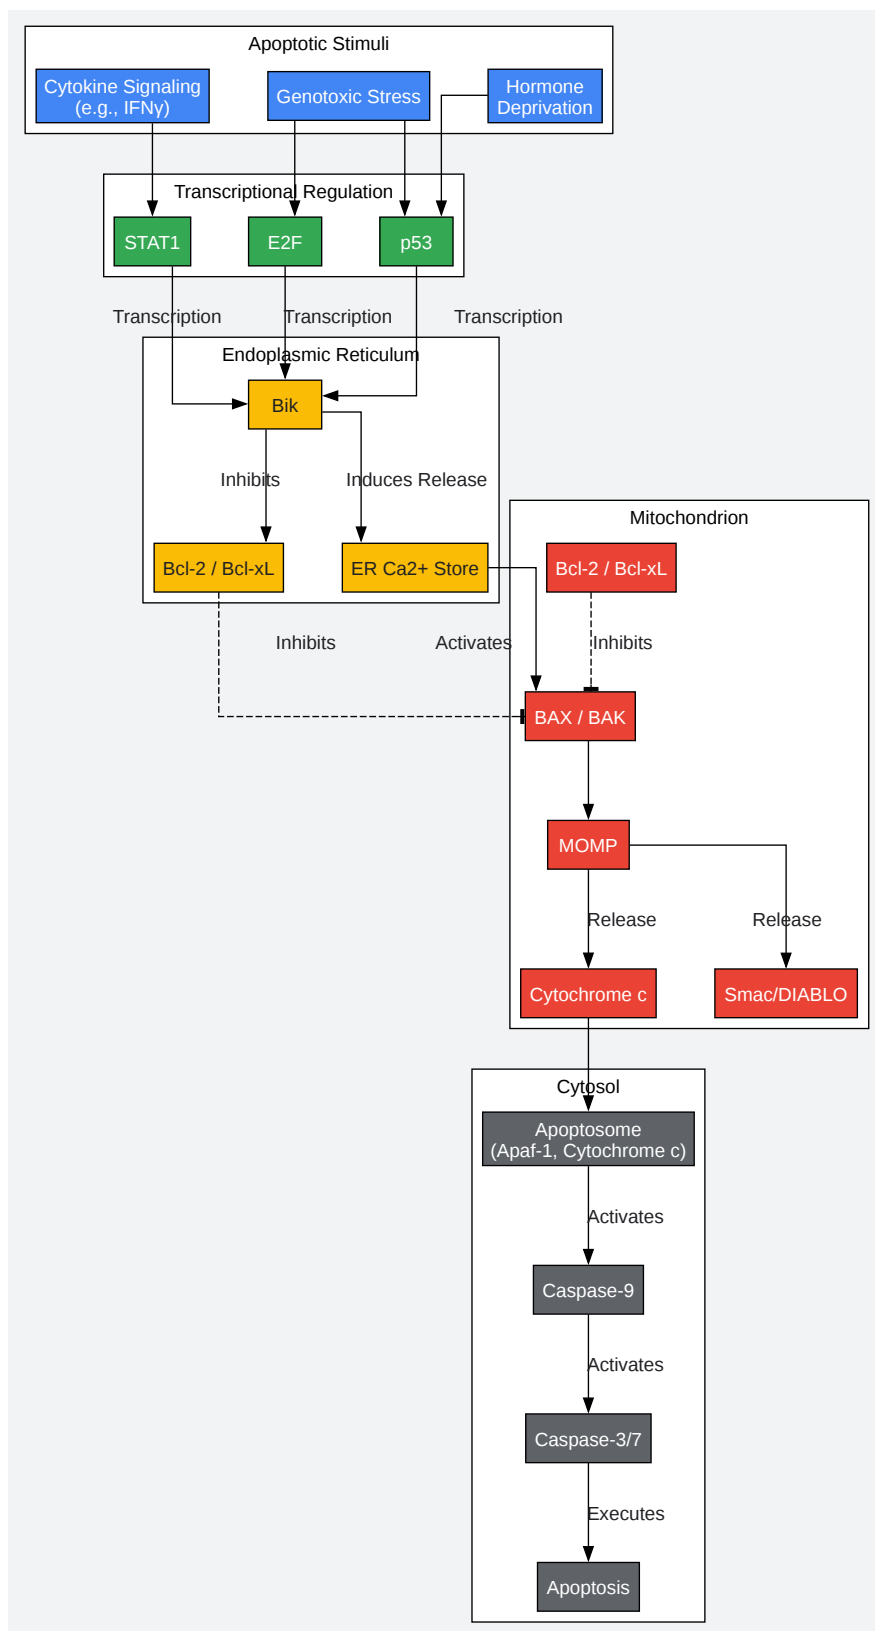 Apoptotic Stimuli
Cytokine Signaling
(e.g., IFNγ)
Genotoxic Stress
Hormone
Deprivation
Transcriptional Regulation
STAT1
E2F
p53
Transcription
Transcription
Transcription
Endoplasmic Reticulum
Bik
Inhibits
Induces Release
Mitochondrion
Bcl-2 / Bcl-xL
ER Ca2+ Store
Bcl-2 / Bcl-xL
Inhibits
Activates
Inhibits
BAX / BAK
MOMP
Release
Release
Cytochrome c
Smac/DIABLO
Cytosol
Apoptosome
(Apaf-1, Cytochrome c)
Activates
Caspase-9
Activates
Caspase-3/7
Executes
Apoptosis